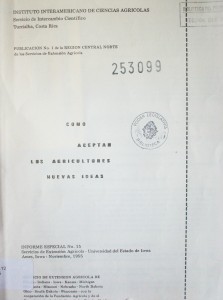 INSTITUTO INTERAMERICANO DE CIENCIAS AGRICOLAS
Servicio de Intercambio Científico
Turrialba, Costa Rica
PUBLICACION No. 1 de la REGION CENTRAL NORTE
de los Servicios de Extensión Agrícola
253099
COMO
ACEPTAN
LOS AGRICULTORES
NUEVAS IDEAS
INFORME ESPECIAL No. 15
Servicio de Extensión Agrícola - Universidad del Estado de Iowa
Ames, Iowa - Noviembre, 1955